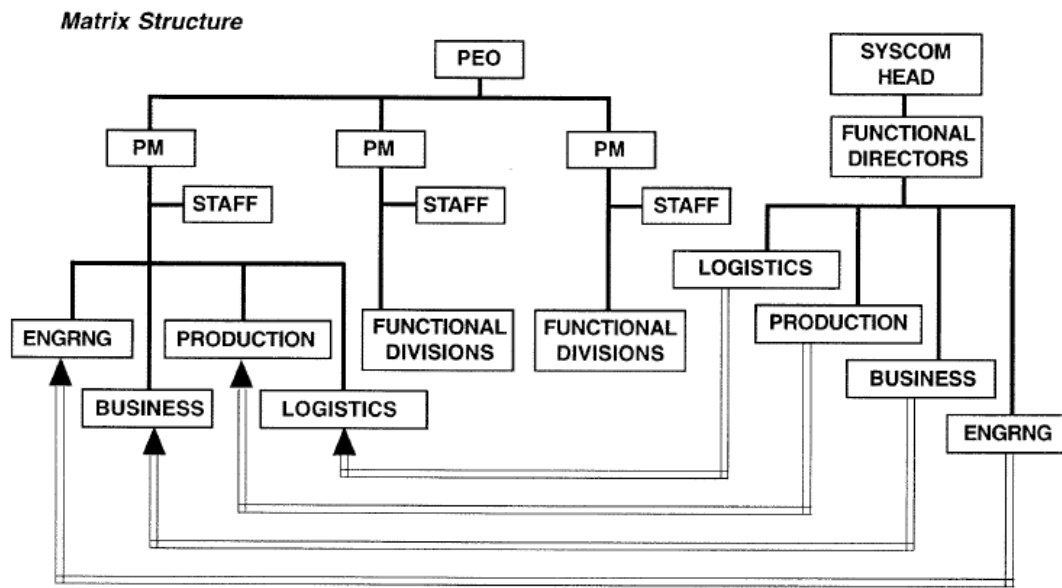 Matrix Structure
PEO
SYSCOM
HEAD
PM
PM
PM
FUNCTIONAL
DIRECTORS
STAFF
STAFF
STAFF
LOGISTICS
ENGRNG
PRODUCTION
FUNCTIONAL
DIVISIONS
FUNCTIONAL
DIVISIONS
PRODUCTION
BUSINESS
LOGISTICS
BUSINESS
ENGRNG